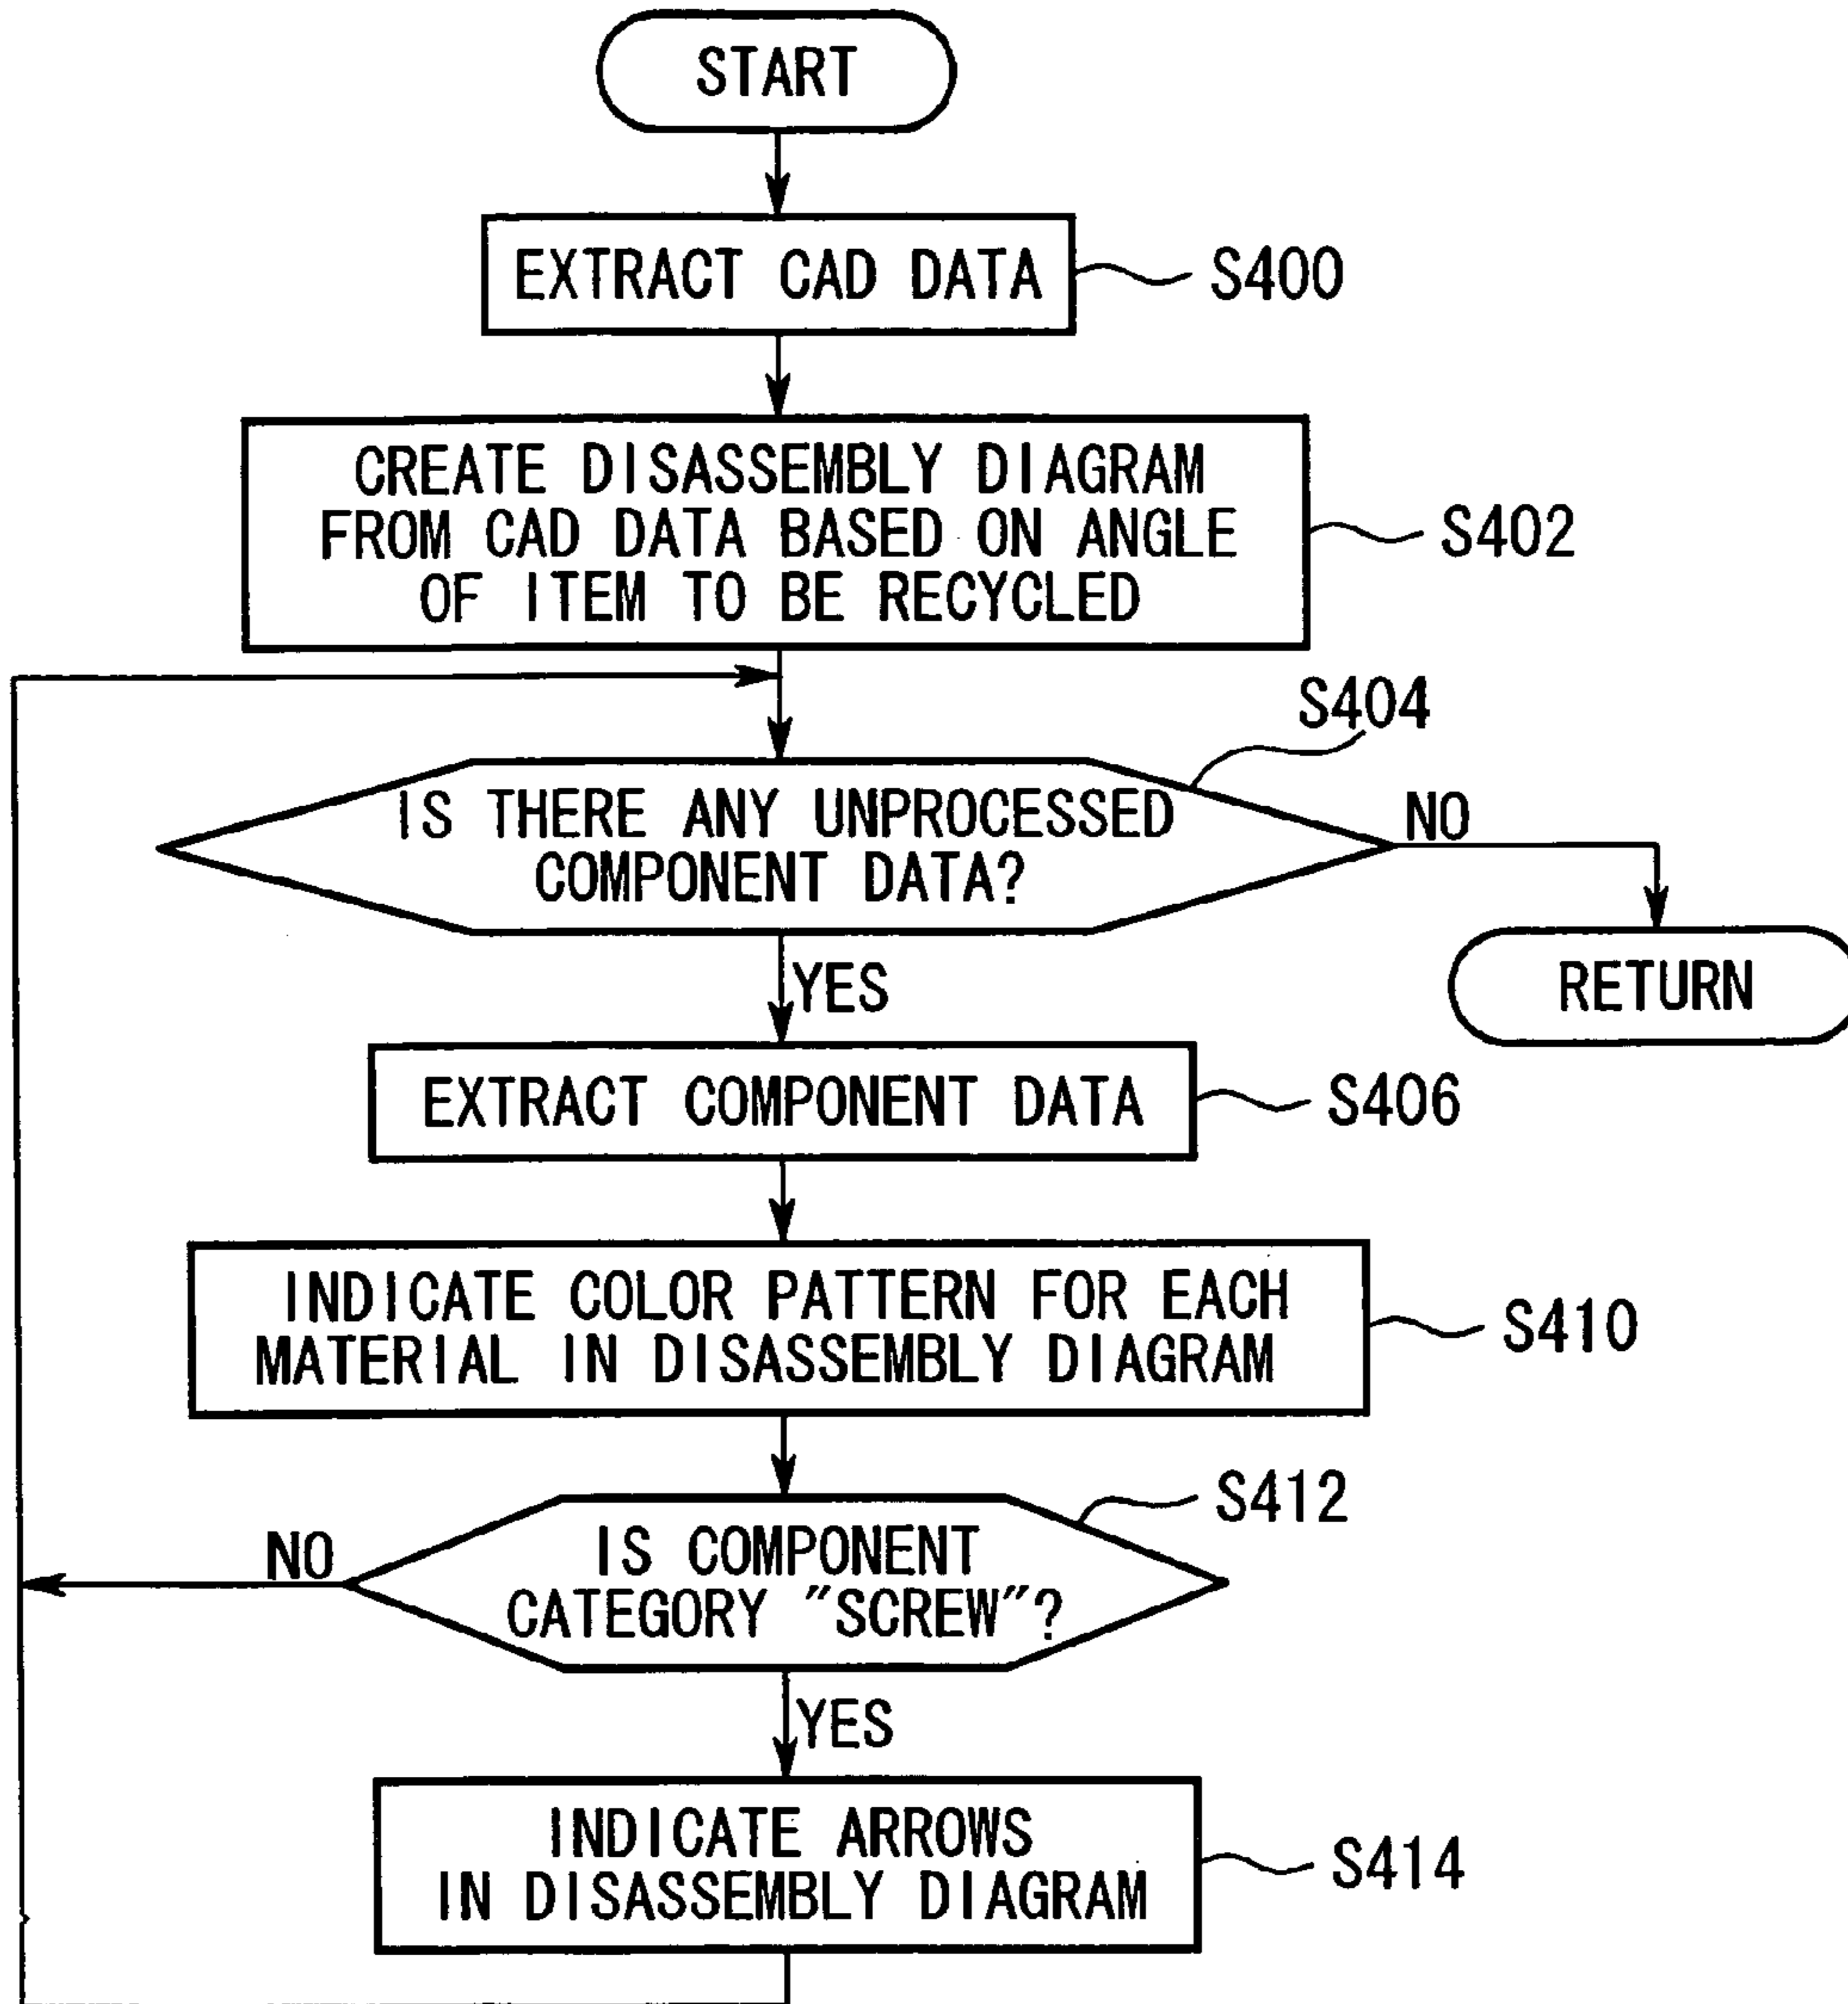 START
EXTRACT CAD DATA
S400
CREATE DISASSEMBLY DIAGRAM
FROM CAD DATA BASED ON ANGLE
OF ITEM TO BE RECYCLED
S402
S404
IS THERE ANY UNPROCESSED
COMPONENT DATA?
NO
RETURN
YES
EXTRACT COMPONENT DATA
S406
INDICATE COLOR PATTERN FOR EACH
MATERIAL IN DISASSEMBLY DIAGRAM
S410
S412
IS COMPONENT
CATEGORY "SCREW"?
NO
YES
INDICATE ARROWS
IN DISASSEMBLY DIAGRAM
S414